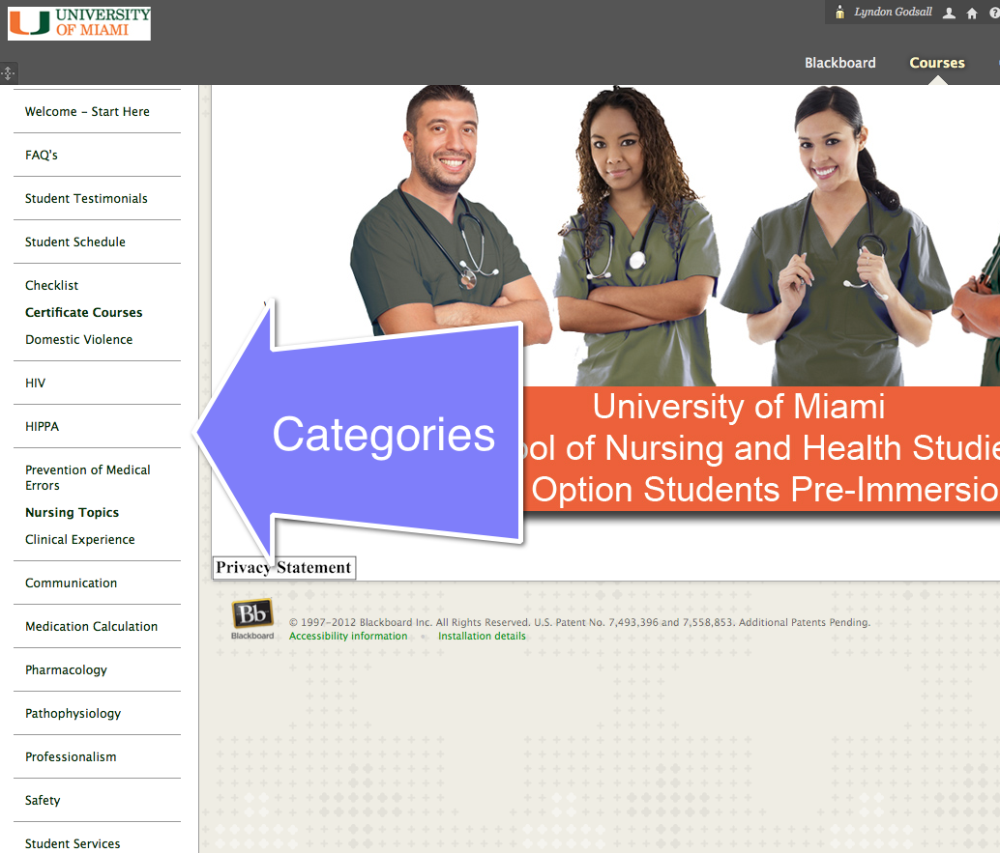 UNIVERSITY
OF MIAMI
Lyndon Godsall
Blackboard
Courses
Welcome – Start Here
FAQ's
Student Testimonials
Student Schedule
Checklist
Certificate Courses
Domestic Violence
HIV
HIPPA
Prevention of Medical
Errors
Nursing Topics
Clinical Experience
Communication
Medication Calculation
Pharmacology
Pathophysiology
Professionalism
Safety
Student Services
Categories
University of Miami
of Nursing and Health
Option Students
Privacy Statement
Bb
Blackboard
© 1997-2012 Blackboard Inc. All Rights Reserved. U.S. Patent No. 7,493,396 and 7,558,853. Additional Patents Pending.
Accessibility information • Installation details